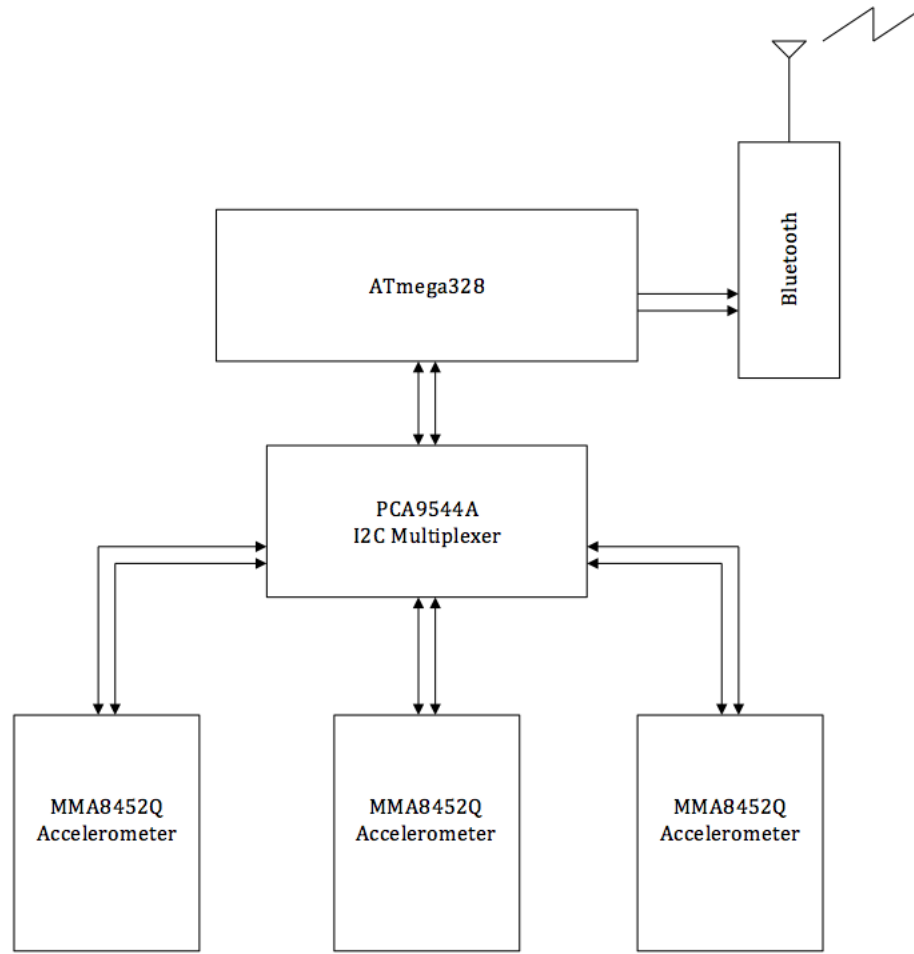 Bluetooth
ATmega328
PCA9544A
I2C Multiplexer
MMA8452Q
Accelerometer
MMA8452Q
Accelerometer
MMA8452Q
Accelerometer